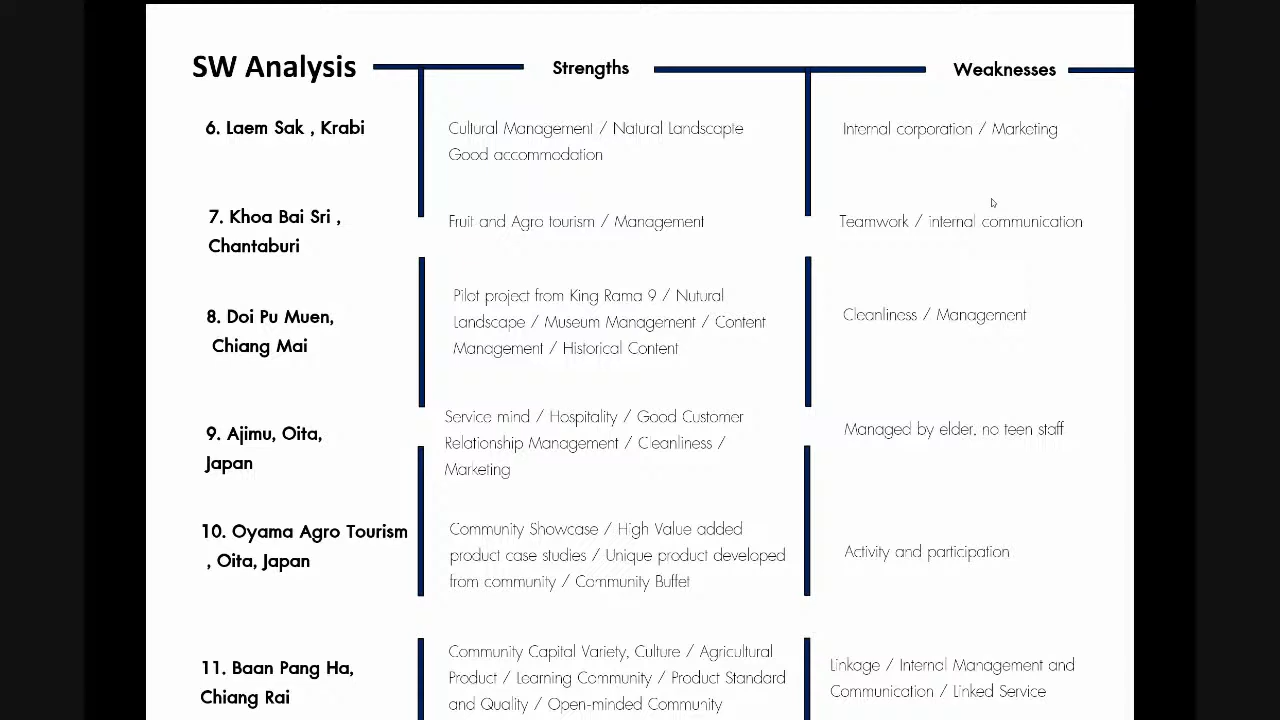 SW Analysis
Strengths
Weaknesses
6. Laem Sak , Krabi
Cultural Management / Natural Landscapte
Good accommodation
Internal corporation / Marketing
7. Khoa Bai Sri ,
Chantaburi
Fruit and Agro tourism / Management
Teamwork / internal communication
8. Doi Pu Muen,
Chiang Mai
Pilot project from King Rama 9 / Nutural
Landscape / Museum Management / Content
Management / Historical Content
Cleanliness / Management
9. Ajimu, Oita,
Japan
Service mind / Hospitality / Good Customer
Relationship Management / Cleanliness /
Marketing
Managed by elder, no teen staff
10. Oyama Agro Tourism
, Oita, Japan
Community Showcase / High Value added
product case studies / Unique product developed
from community / Community Buffet
Activity and participation
11. Baan Pang Ha,
Chiang Rai
Community Capital Variety, Culture / Agricultural
Product / Learning Community / Product Standard
and Quality / Open-minded Community
Linkage / Internal Management and
Communication / Linked Service